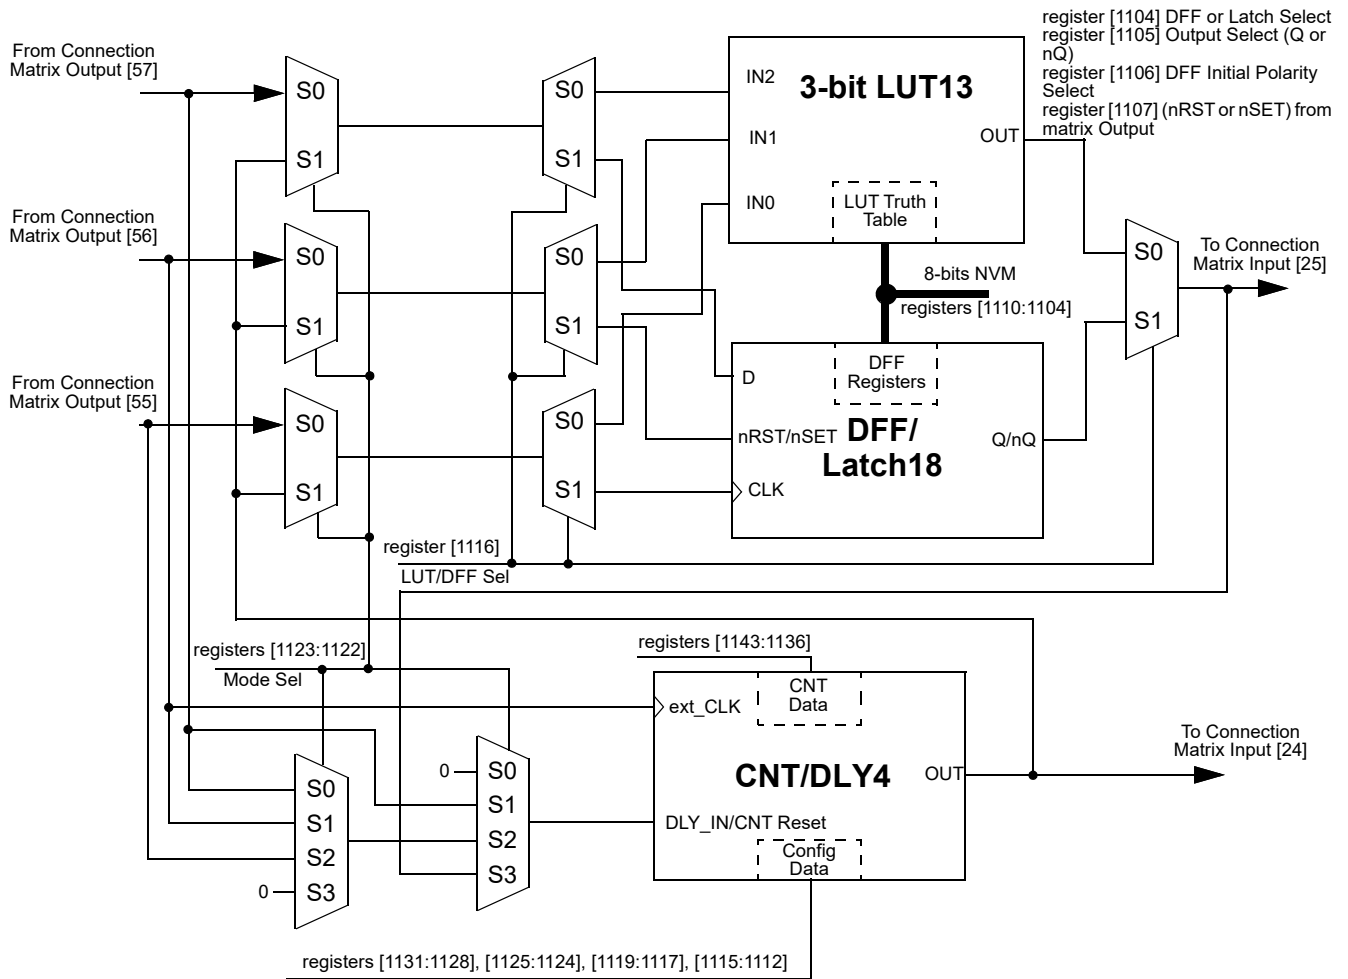 register [1104] DFF or Latch Select
register [1105] Output Select (Q or
nQ)
register [1106] DFF Initial Polarity
Select
register [1107] (nRST or nSET) from
matrix Output
From Connection
Matrix Output [57]
S0
S1
S0
S1
IN2
IN1
IN0
3-bit LUT13
OUT
LUT Truth
Table
From Connection
Matrix Output [56]
S0
S1
S0
S1
8-bits NVM
registers [1110:1104]
S0
S1
To Connection
Matrix Input [25]
From Connection
Matrix Output [55]
S0
S1
S0
S1
D
nRST/nSET
CLK
DFF
Registers
DFF/
Latch18
Q/nQ
register [1116]
LUT/DFF Sel
registers [1123:1122]
Mode Sel
registers [1143:1136]
CNT
Data
ext_CLK
CNT/DLY4
OUT
To Connection
Matrix Input [24]
DLY_IN/CNT Reset
Config
Data
S0
S1
S2
S3
0
0
S0
S1
S2
S3
registers [1131:1128], [1125:1124], [1119:1117], [1115:1112]